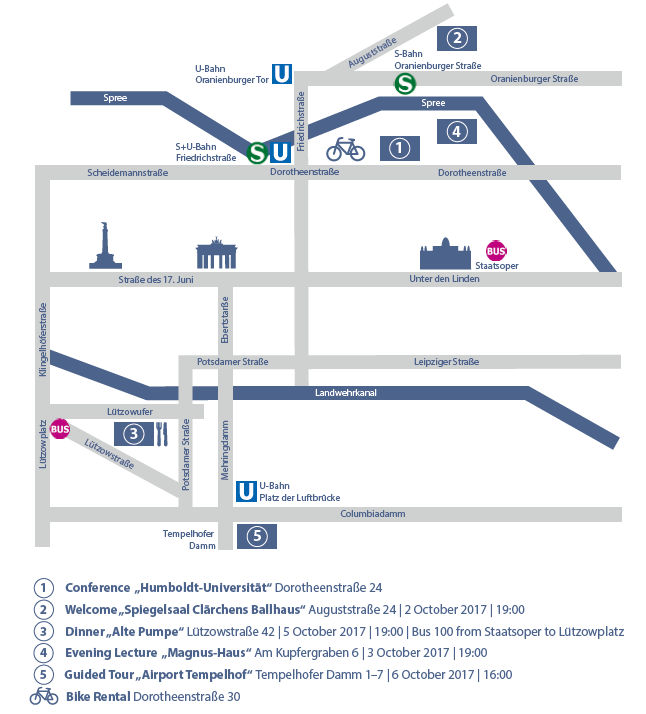 Auguststraße
2
S-Bahn
Oranienburger Straße
U-Bahn
Oranienburger Tor
U
S
Oranienburger Straße
Spree
Friedrichstraße
Spree
4
S+U-Bahn
Friedrichstraße
S U
1
Scheidemannstraße
Dorotheenstraße
Dorotheenstraße
BUS
Staatsoper
Straße des 17. Juni
Unter den Linden
Klingelhöferstraße
Ebertstarße
Potsdamer Straße
Leipziger Straße
Landwehrkanal
Lützowufer
BUS
3
Lützowplatz
Lützowstraße
Potsdamer Straße
Mehringdamm
U
U-Bahn
Platz der Luftbrücke
Columbiadamm
Tempelhofer
Damm
5
1 Conference „Humboldt-Universität“ Dorotheenstraße 24
2 Welcome „Spiegelsaal Clärchens Ballhaus“ Auguststraße 24 | 2 October 2017 | 19:00
3 Dinner „Alte Pumpe“ Lützowstraße 42 | 5 October 2017 | 19:00 | Bus 100 from Staatsoper to Lützowplatz
4 Evening Lecture „Magnus-Haus“ Am Kupfergraben 6 | 3 October 2017 | 19:00
5 Guided Tour „Airport Tempelhof“ Tempelhofer Damm 1–7 | 6 October 2017 | 16:00
Bike Rental Dorotheenstraße 30